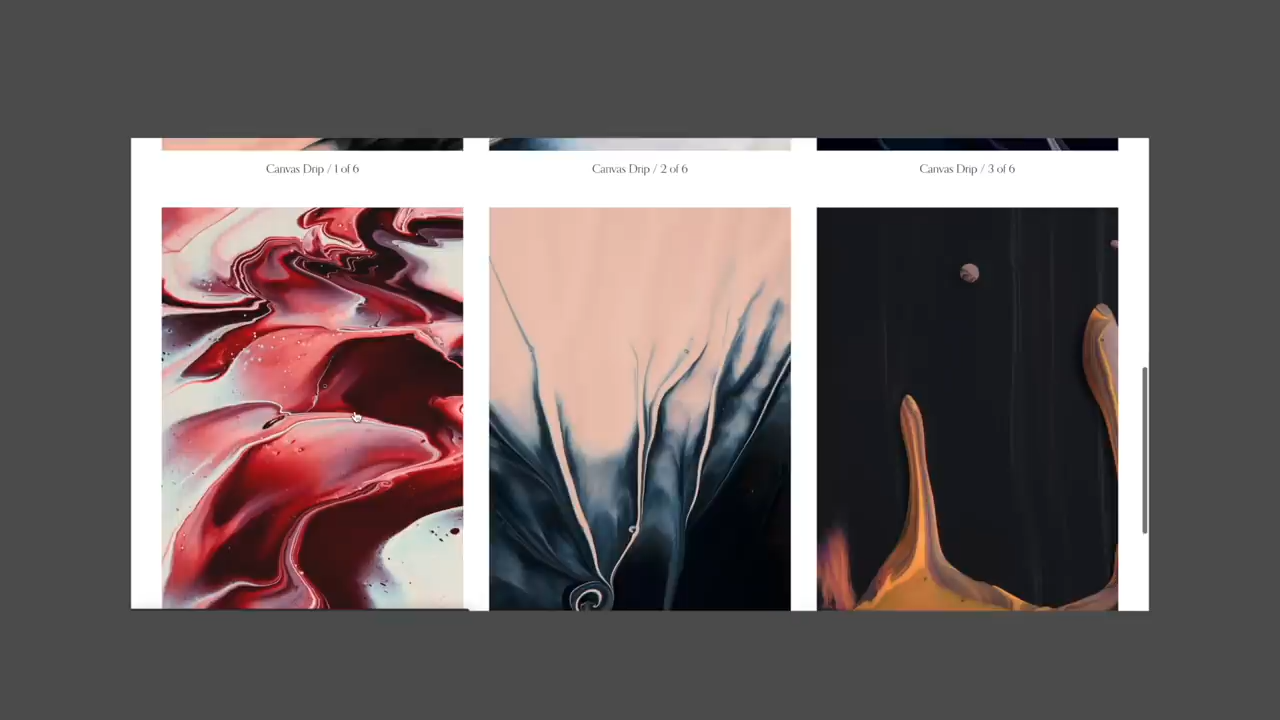 Canvas Drip / 1 of 6
Canvas Drip / 2 of 6
Canvas Drip / 3 of 6